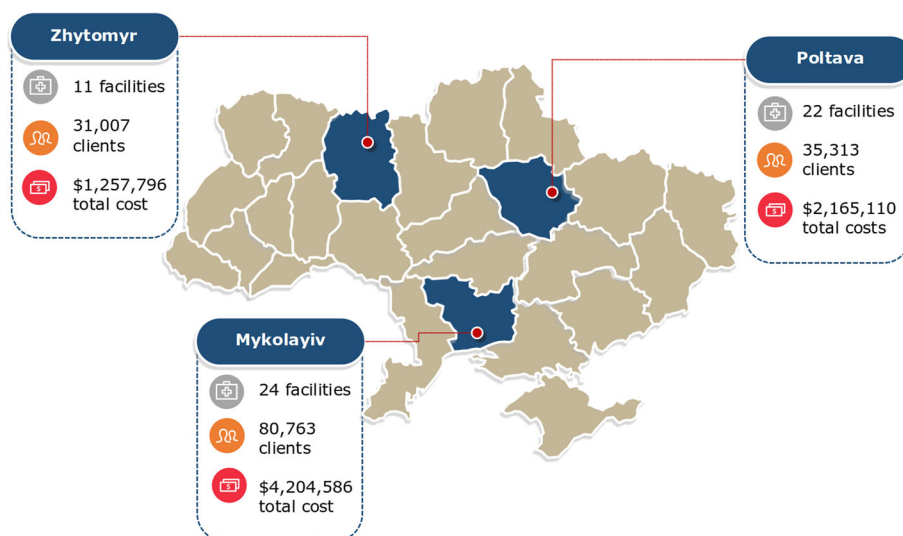 Zhytomyr
11 facilities
31,007
clients
$1,257,796
total cost
Poltava
22 facilities
35,313
clients
$2,165,110
total costs
Mykolayiv
24 facilities
80,763
clients
$4,204,586
total cost